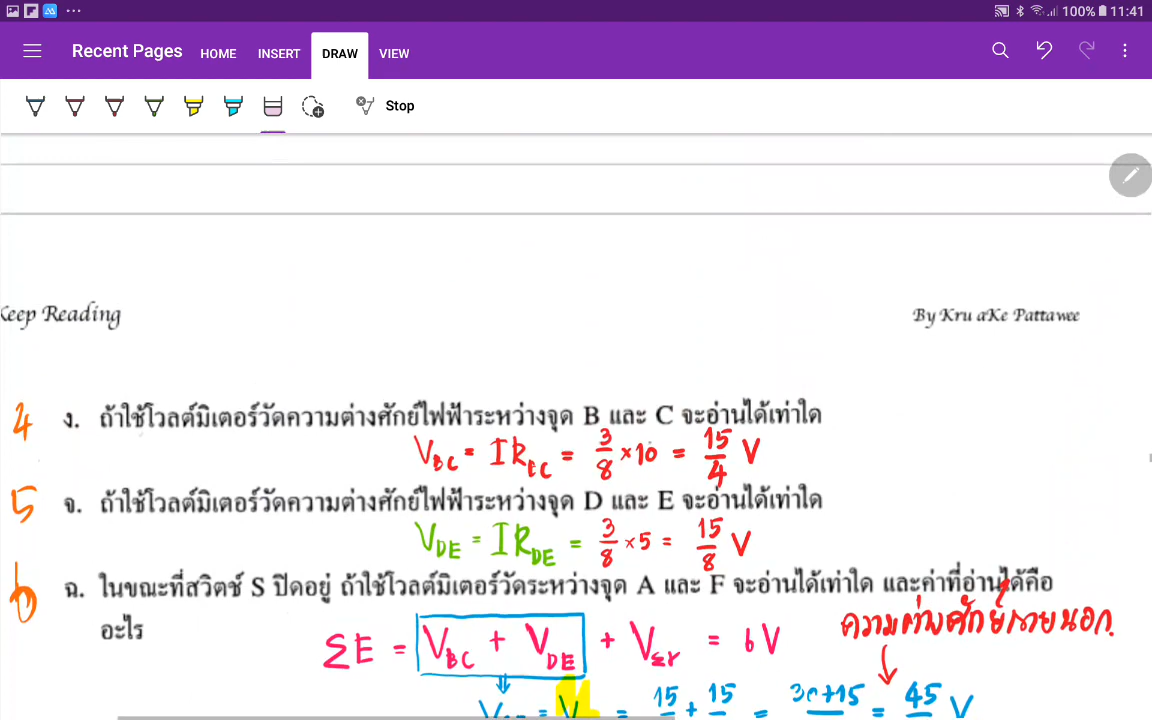 100% 11:41
Recent Pages HOME INSERT DRAW VIEW
Stop
Keep Reading By Kru aKe Pattawee
4 ง. ถ้าใช้โวลต์มิเตอร์วัดความต่างศักย์ไฟฟ้าระหว่างจุด B และ C จะอ่านได้เท่าใด
V_BC = I R_BC = 3/8 × 10 = 15/4 V
5 จ. ถ้าใช้โวลต์มิเตอร์วัดความต่างศักย์ไฟฟ้าระหว่างจุด D และ E จะอ่านได้เท่าใด
V_DE = I R_DE = 3/8 × 5 = 15/8 V
6 ฉ. ในขณะที่สวิตช์ S ปิดอยู่ ถ้าใช้โวลต์มิเตอร์วัดระหว่างจุด A และ F จะอ่านได้เท่าใด และค่าที่อ่านได้คือ
อะไร
ความต่างศักย์ภายนอก
ΣE = V_BC + V_DE + V_Σr = 6 V
= V = 15 + 15 = 30+15 = 45 V